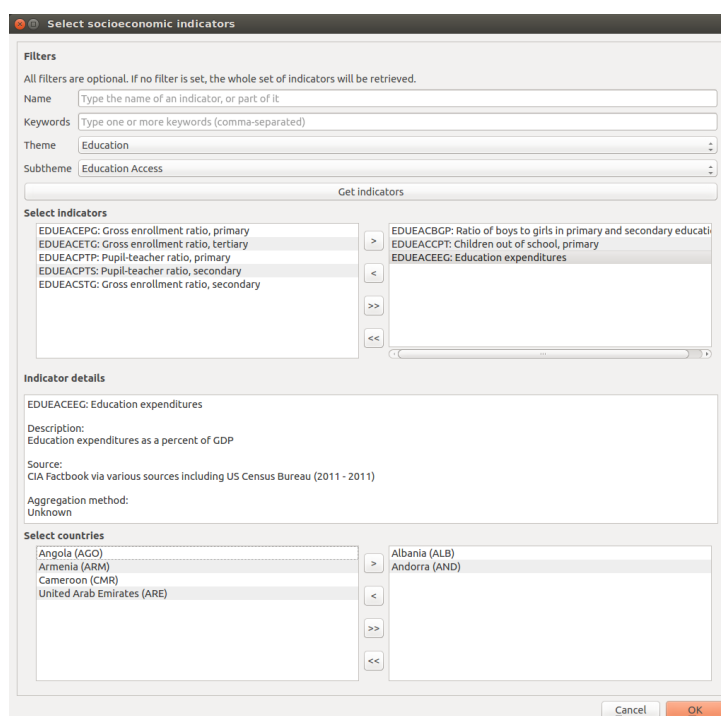 Select socioeconomic indicators
Filters
All filters are optional. If no filter is set, the whole set of indicators will be retrieved.
Name Type the name of an indicator, or part of it
Keywords Type one or more keywords (comma-separated)
Theme Education
Subtheme Education Access
Get indicators
Select indicators
EDUEACEPG: Gross enrollment ratio, primary
EDUEACETG: Gross enrollment ratio, tertiary
EDUEACPTP: Pupil-teacher ratio, primary
EDUEACPTS: Pupil-teacher ratio, secondary
EDUEACSTG: Gross enrollment ratio, secondary
>
<
>>
<<
EDUEACBGP: Ratio of boys to girls in primary and secondary educati
EDUEACCPT: Children out of school, primary
EDUEACEEG: Education expenditures
Indicator details
EDUEACEEG: Education expenditures
Description:
Education expenditures as a percent of GDP
Source:
CIA Factbook via various sources including US Census Bureau (2011 - 2011)
Aggregation method:
Unknown
Select countries
Angola (AGO)
Armenia (ARM)
Cameroon (CMR)
United Arab Emirates (ARE)
>
<
>>
<<
Albania (ALB)
Andorra (AND)
Cancel OK